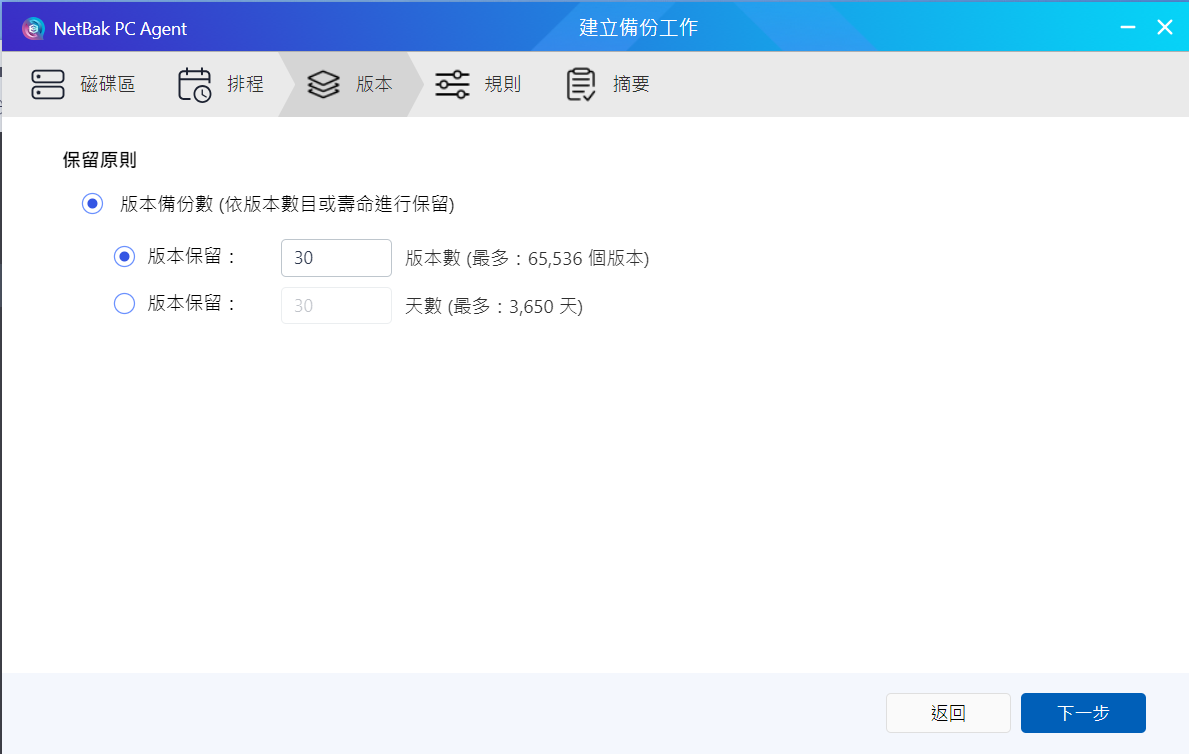 NetBak PC Agent
建立備份工作
磁碟區
排程
版本
規則
摘要
保留原則
版本備份數 (依版本數目或壽命進行保留)
版本保留： 30 版本數 (最多：65,536 個版本)
版本保留： 30 天數 (最多：3,650 天)
返回
下一步